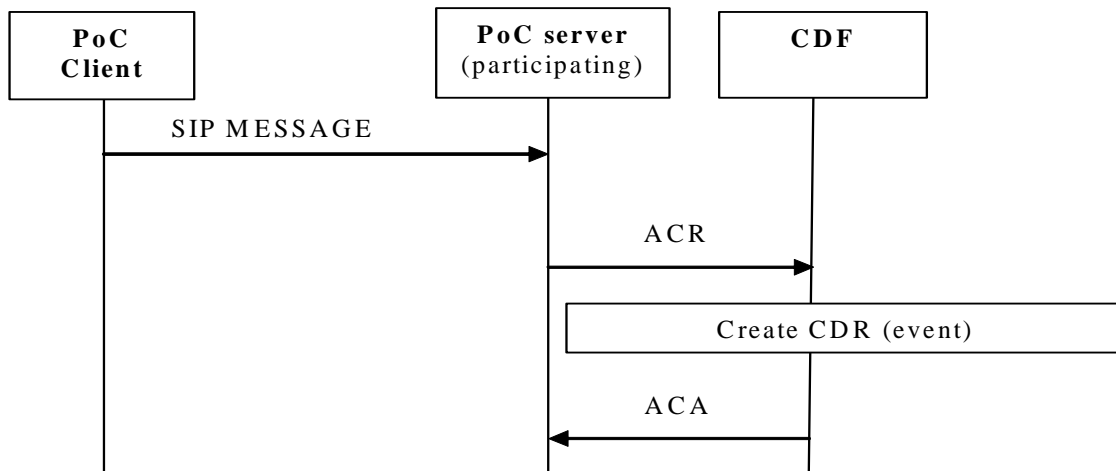 PoC
Client
PoC server
(participating)
CDF
SIP MESSAGE
ACR
Create CDR (event)
ACA